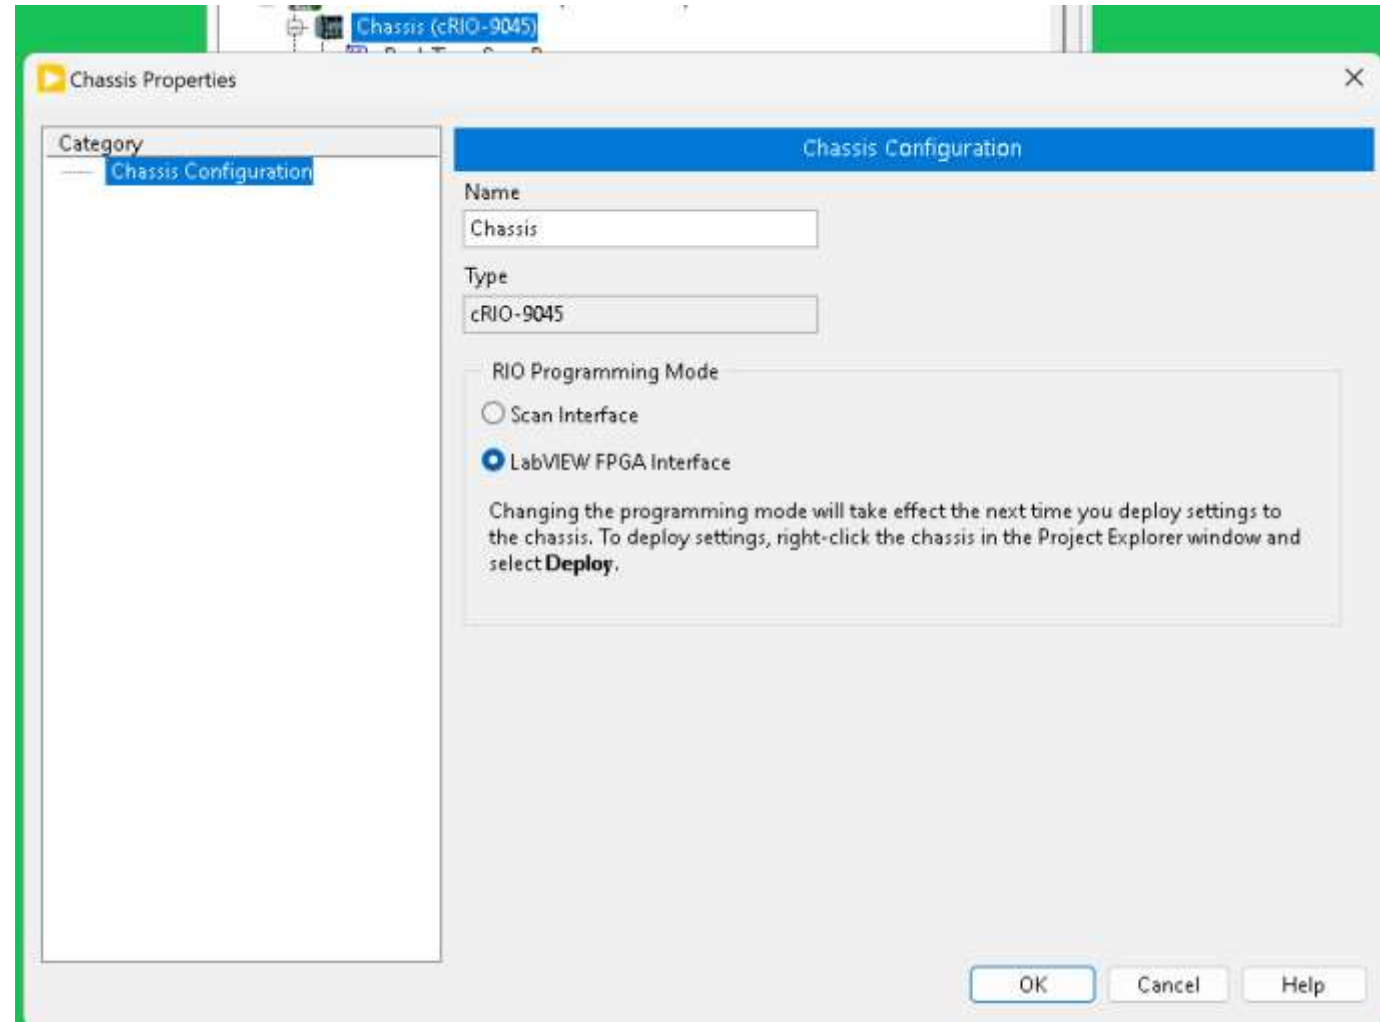 Chassis (cRIO-9045)
Chassis Properties
Category
Chassis Configuration
Chassis Configuration
Name
Chassis
Type
cRIO-9045
RIO Programming Mode
Scan Interface
LabVIEW FPGA Interface
Changing the programming mode will take effect the next time you deploy settings to
the chassis. To deploy settings, right-click the chassis in the Project Explorer window and
select Deploy.
OK
Cancel
Help